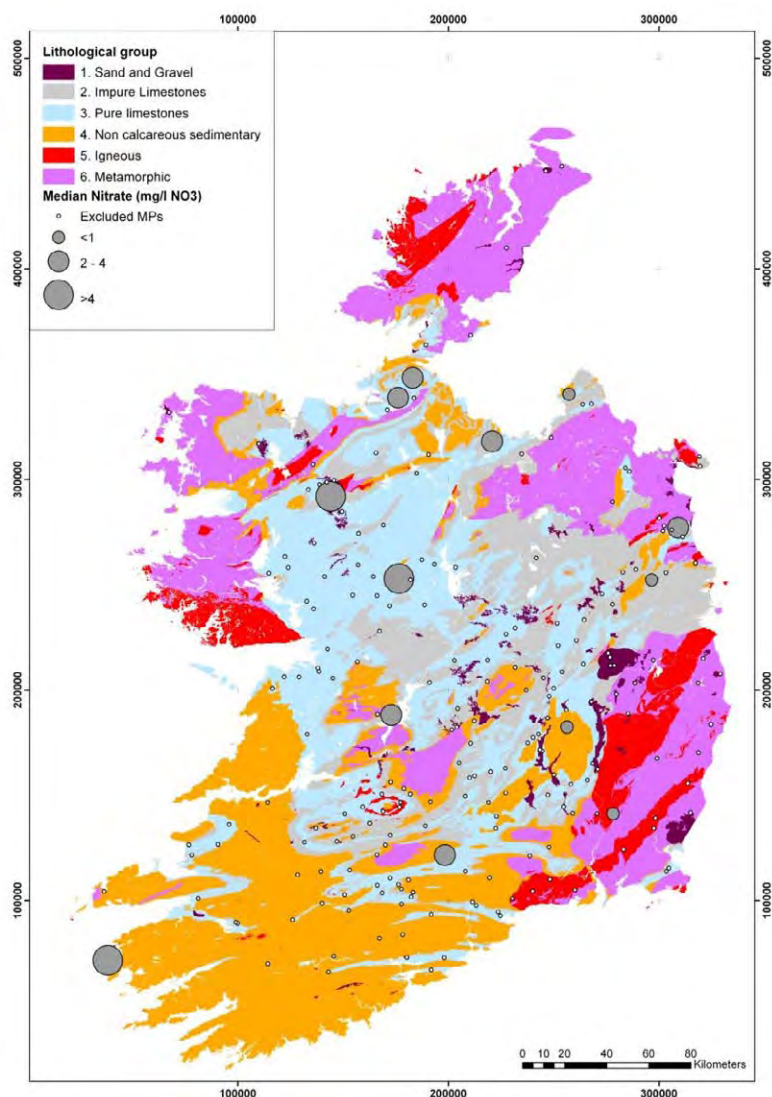 100000 200000 300000
500000 500000
Lithological group
1. Sand and Gravel
2. Impure Limestones
3. Pure limestones
4. Non calcareous sedimentary
5. Igneous
6. Metamorphic
Median Nitrate (mg/l NO3)
Excluded MPs
<1
2 - 4
>4
400000 400000
300000 300000
200000 200000
100000 100000
0 10 20 40 60 80
Kilometers
100000 200000 300000